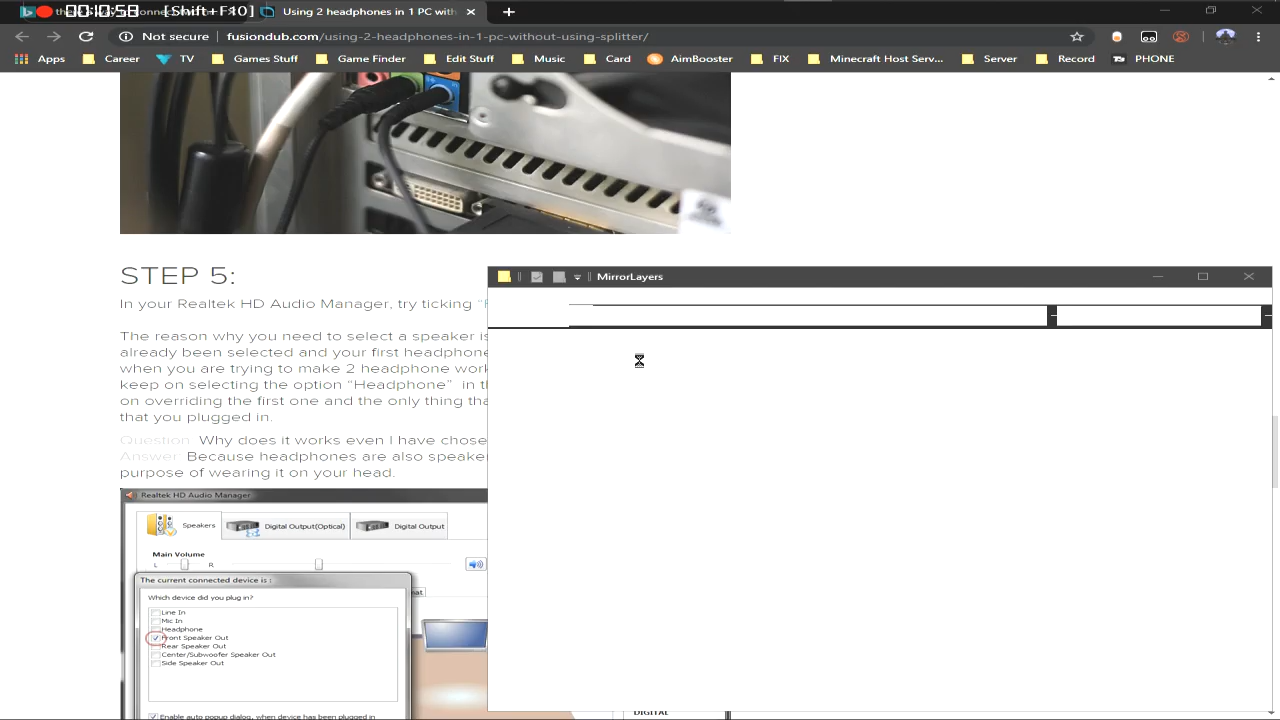 00:10:58 [Shift+F10]
Using 2 headphones in 1 PC with
Not secure
fusiondub.com/using-2-headphones-in-1-pc-without-using-splitter/
Apps
Career
TV
Games Stuff
Game Finder
Edit Stuff
Music
Card
AimBooster
FIX
Minecraft Host Serv...
Server
Record
PHONE
STEP 5:
In your Realtek HD Audio Manager, try ticking
The reason why you need to select a speaker is
already been selected and your first headphone
when you are trying to make 2 headphone work
keep on selecting the option “Headphone” in th
on overriding the first one and the only thing tha
that you plugged in.
Question: Why does it works even I have chose
Answer: Because headphones are also speaker
purpose of wearing it on your head.
MirrorLayers
Realtek HD Audio Manager
Speakers
Digital Output(Optical)
Digital Output
Main Volume
L
R
The current connected device is :
Which device did you plug in?
Line In
Mic In
Headphone
Front Speaker Out
Rear Speaker Out
Center/Subwoofer Speaker Out
Side Speaker Out
Enable auto popup dialog, when device has been plugged in
DIGITAL